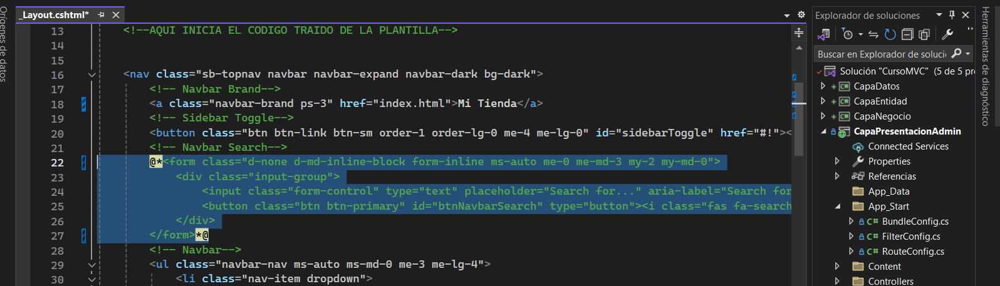 Orígenes de datos
_Layout.cshtml*
13 <!--AQUI INICIA EL CODIGO TRAIDO DE LA PLANTILLA-->
14
15
16 <nav class="sb-topnav navbar navbar-expand navbar-dark bg-dark">
17 <!-- Navbar Brand-->
18 <a class="navbar-brand ps-3" href="index.html">Mi Tienda</a>
19 <!-- Sidebar Toggle-->
20 <button class="btn btn-link btn-sm order-1 order-lg-0 me-4 me-lg-0" id="sidebarToggle" href="#!"><
21 <!-- Navbar Search-->
22 @*<form class="d-none d-md-inline-block form-inline ms-auto me-0 me-md-3 my-2 my-md-0">
23 <div class="input-group">
24 <input class="form-control" type="text" placeholder="Search for..." aria-label="Search for
25 <button class="btn btn-primary" id="btnNavbarSearch" type="button"><i class="fas fa-search
26 </div>
27 </form>*@
28 <!-- Navbar-->
29 <ul class="navbar-nav ms-auto ms-md-0 me-3 me-lg-4">
30 <li class="nav-item dropdown">
Explorador de soluciones
Buscar en Explorador de solucio
Solución "CursoMVC" (5 de 5 pr
CapaDatos
CapaEntidad
CapaNegocio
CapaPresentacionAdmin
Connected Services
Properties
Referencias
App_Data
App_Start
C# BundleConfig.cs
C# FilterConfig.cs
C# RouteConfig.cs
Content
Controllers
Herramientas de diagnóstico